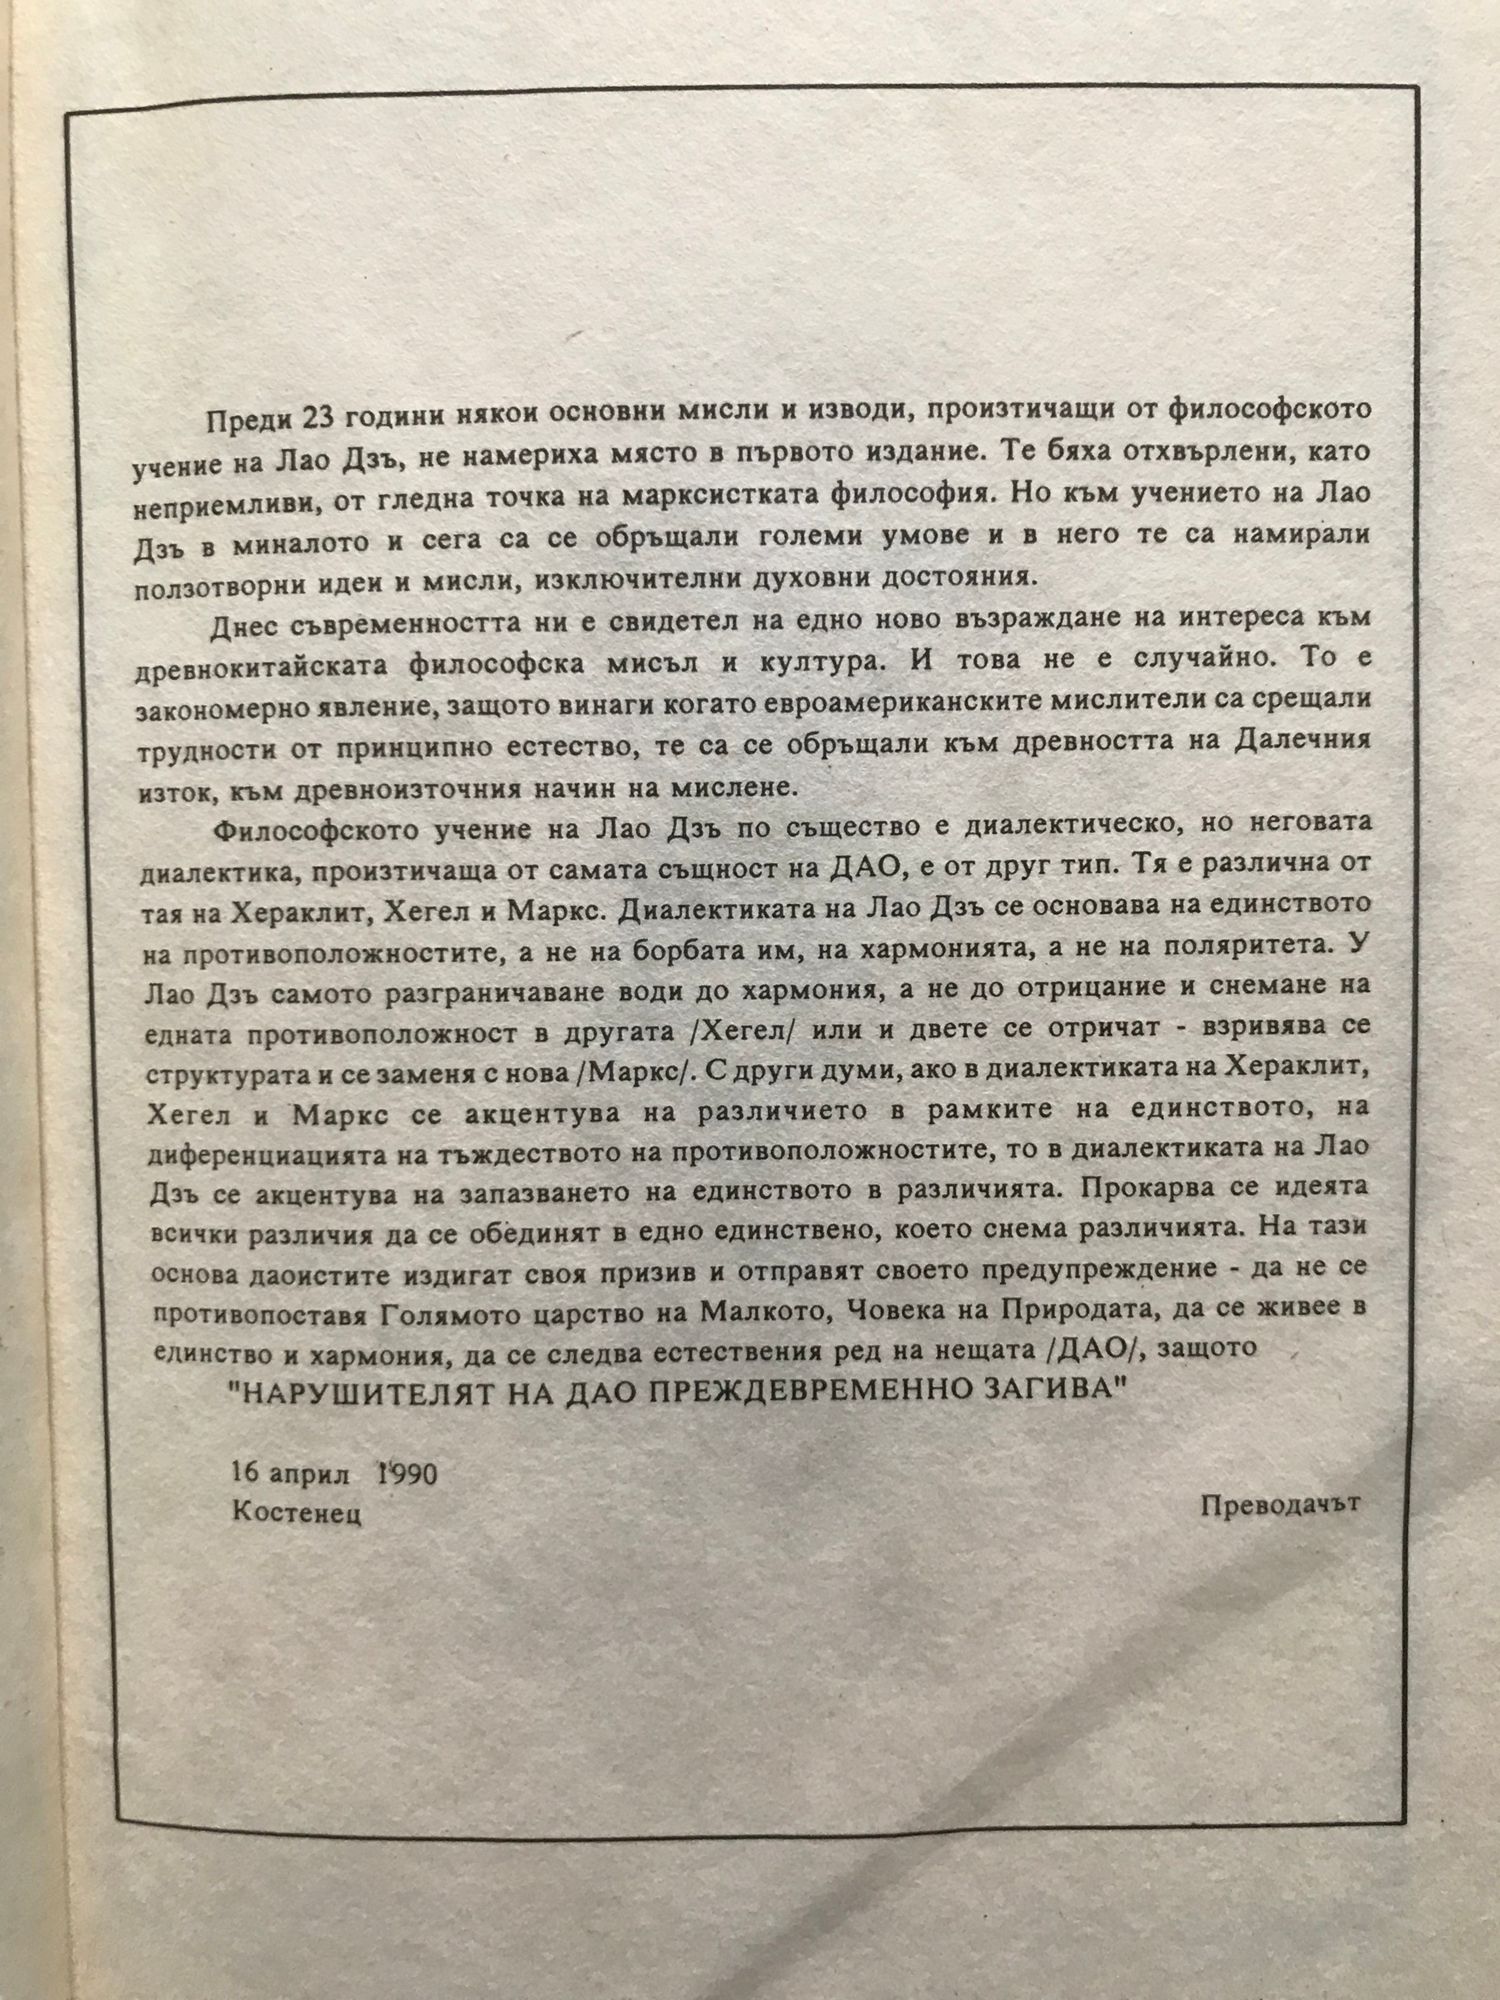 Преди 23 години някои основни мисли и изводи, произтичащи от философското
учение на Лао Дзъ, не намериха място в първото издание. Те бяха отхвърлени, като
неприемливи, от гледна точка на марксистката философия. Но към учението на Лао
Дзъ в миналото и сега са се обръщали големи умове и в него те са намирали
ползотворни идеи и мисли, изключителни духовни достояния.
Днес съвременността ни е свидетел на едно ново възраждане на интереса към
древнокитайската философска мисъл и култура. И това не е случайно. То е
закономерно явление, защото винаги когато евроамериканските мислители са срещали
трудности от принципно естество, те са се обръщали към древността на Далечния
изток, към древноизточния начин на мислене.
Философското учение на Лао Дзъ по същество е диалектическо, но неговата
диалектика, произтичаща от самата същност на ДАО, е от друг тип. Тя е различна от
тая на Хераклит, Хегел и Маркс. Диалектиката на Лао Дзъ се основава на единството
на противоположностите, а не на борбата им, на хармонията, а не на поляритета. У
Лао Дзъ самото разграничаване води до хармония, а не до отрицание и снемане на
едната противоположност в другата /Хегел/ или и двете се отричат - взривява се
структурата и се заменя с нова /Маркс/. С други думи, ако в диалектиката на Хераклит,
Хегел и Маркс се акцентува на различието в рамките на единството, на
диференциацията на тъждеството на противоположностите, то в диалектиката на Лао
Дзъ се акцентува на запазването на единството в различията. Прокарва се идеята
всички различия да се обединят в едно единствено, което снема различията. На тази
основа даоистите издигат своя призив и отправят своето предупреждение - да не се
противопоставя Голямото царство на Малкото, Човека на Природата, да се живее в
единство и хармония, да се следва естествения ред на нещата /ДАО/, защото
"НАРУШИТЕЛЯТ НА ДАО ПРЕЖДЕВРЕМЕННО ЗАГИВА"
16 април 1990
Костенец
Преводачът